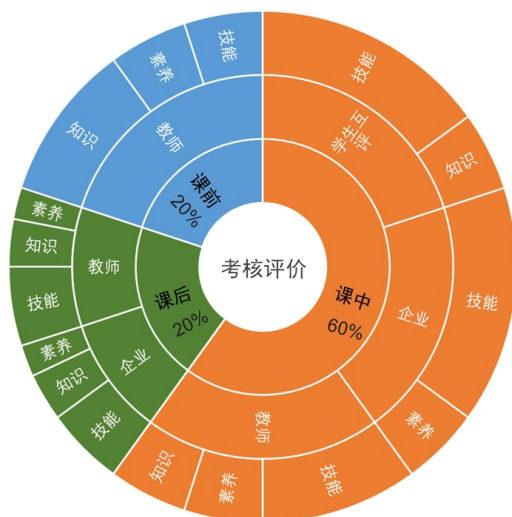 考核评价
课中
60%
学生互
评
技能
知识
企业
技能
素养
教师
技能
素养
知识
课后
20%
企业
技能
知识
素养
教师
技能
知识
素养
课前
20%
教师
知识
素养
技能